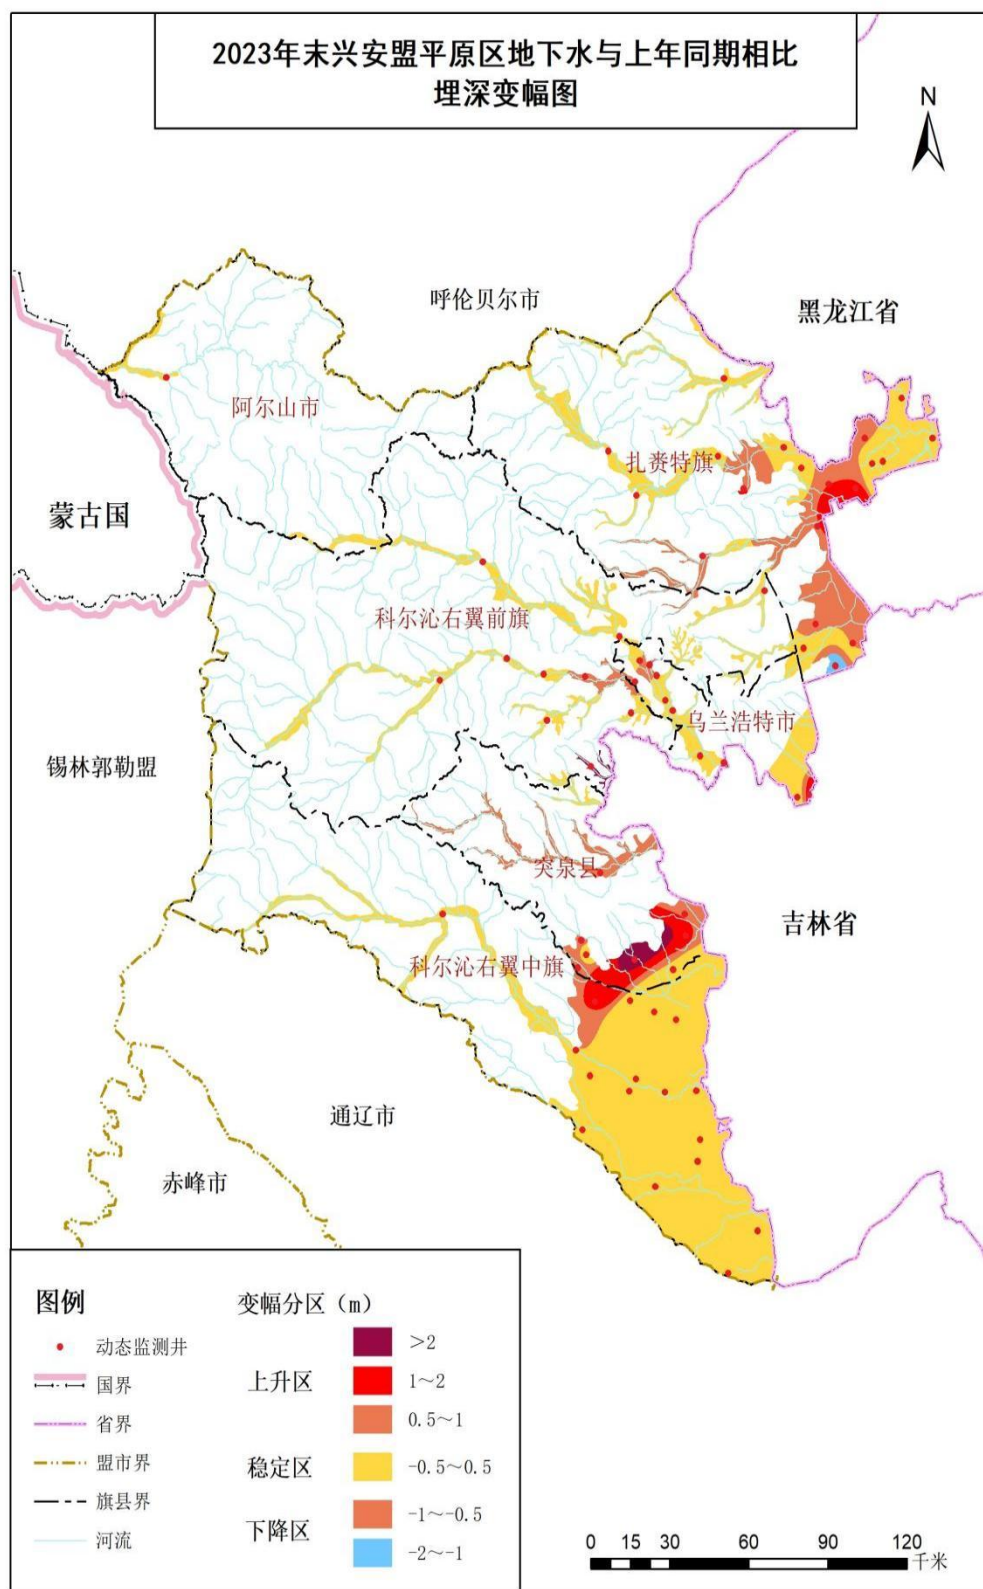 2023年末兴安盟平原区地下水与上年同期相比
埋深变幅图
N
呼伦贝尔市
黑龙江省
阿尔山市
扎赉特旗
蒙古国
科尔沁右翼前旗
乌兰浩特市
锡林郭勒盟
突泉县
吉林省
科尔沁右翼中旗
通辽市
赤峰市
图例
动态监测井
国界
省界
盟市界
旗县界
河流
变幅分区（m）
上升区
>2
1～2
0.5～1
稳定区
-0.5～0.5
下降区
-1～-0.5
-2～-1
0 15 30 60 90 120
千米